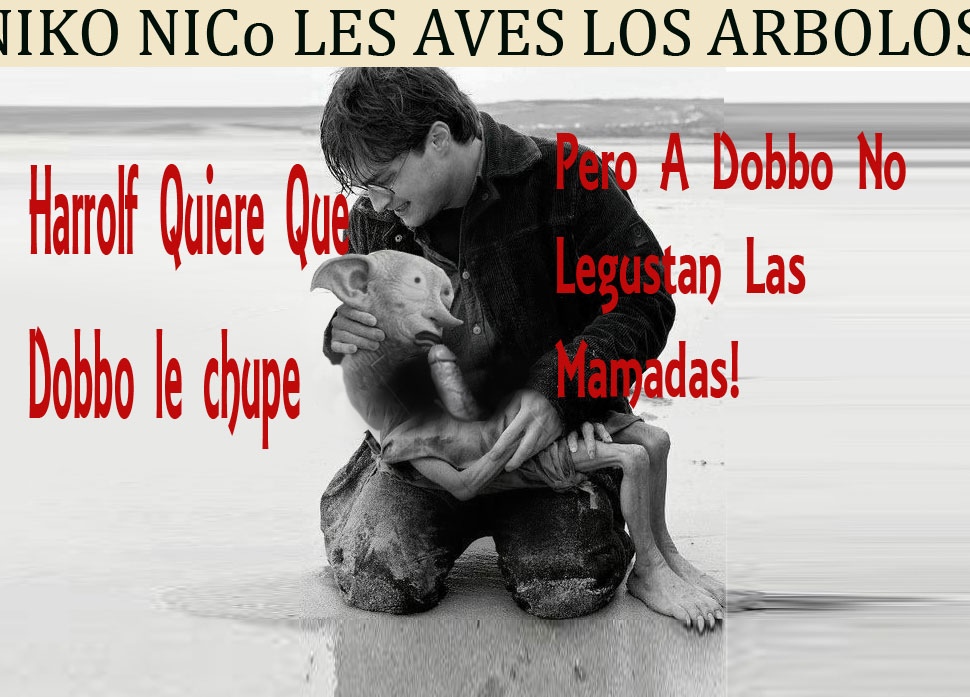 NIKO NICo LES AVES LOS ARBOLOS
Harrolf Quiere Que
Dobbo le chupe
Pero A Dobbo No
Legustan Las
Mamadas!